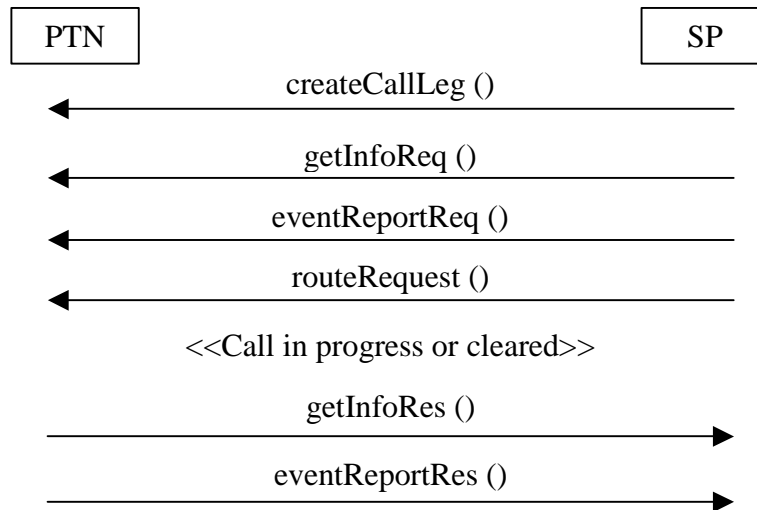 PTN
SP
createCallLeg ()
getInfoReq ()
eventReportReq ()
routeRequest ()
<<Call in progress or cleared>>
getInfoRes ()
eventReportRes ()